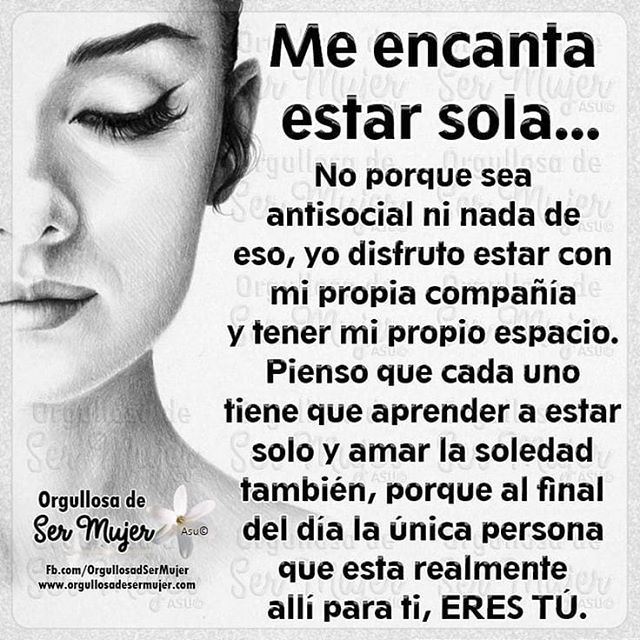 Me encanta
estar sola...
No porque sea
antisocial ni nada de
eso, yo disfruto estar con
mi propia compañía
y tener mi propio espacio.
Pienso que cada uno
tiene que aprender a estar
solo y amar la soledad
también, porque al final
del día la única persona
que esta realmente
allí para ti, ERES TÚ.
Orgullosa de
Ser Mujer
Asu©
Fb.com/OrgullosadSerMujer
www.orgullosadesermujer.com